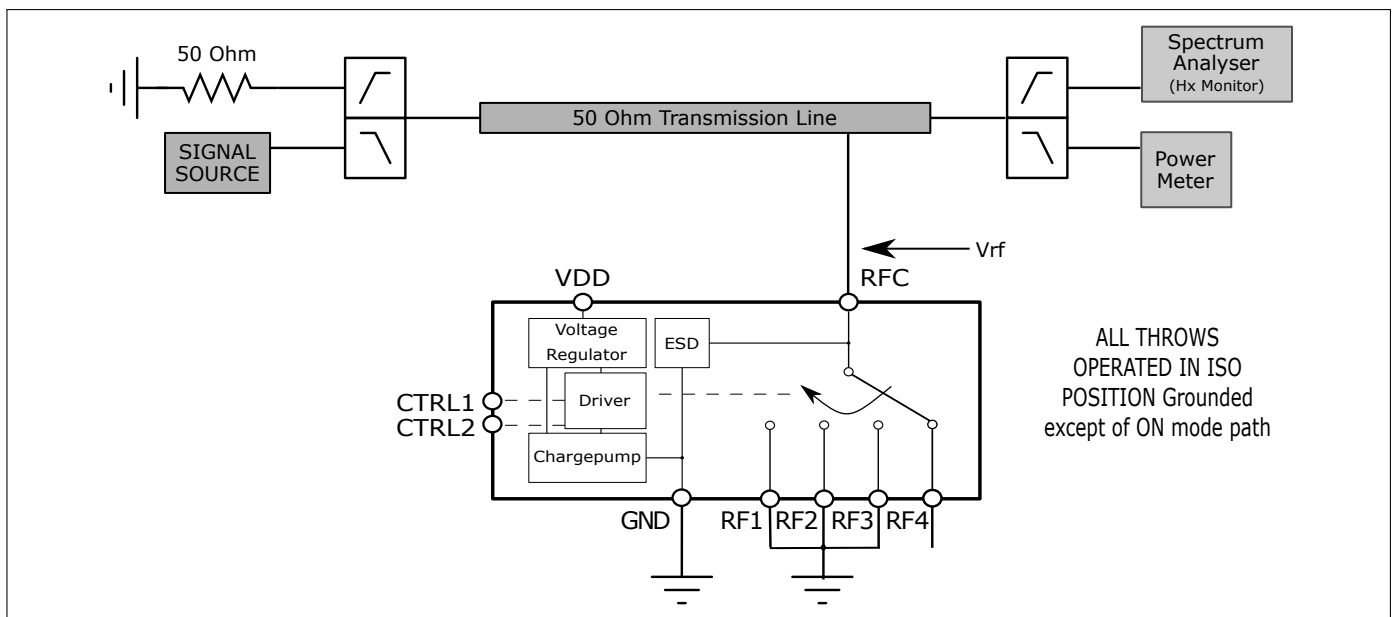 50 Ohm
SIGNAL
SOURCE
50 Ohm Transmission Line
Spectrum
Analyser
(Hx Monitor)
Power
Meter
Vrf
VDD
RFC
Voltage
Regulator
ESD
Driver
Chargepump
CTRL1
CTRL2
GND
RF1
RF2
RF3
RF4
ALL THROWS
OPERATED IN ISO
POSITION Grounded
except of ON mode path